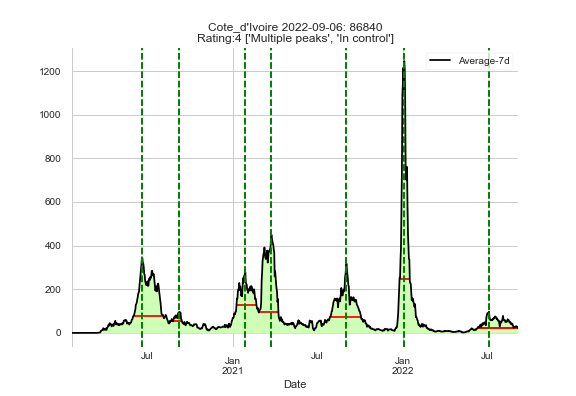 Cote_d'Ivoire 2022-09-06: 86840
Rating:4 ['Multiple peaks', 'In control']
Average-7d
1200
1000
800
600
400
200
0
Jul
Jan
2021
Jul
Jan
2022
Jul
Date